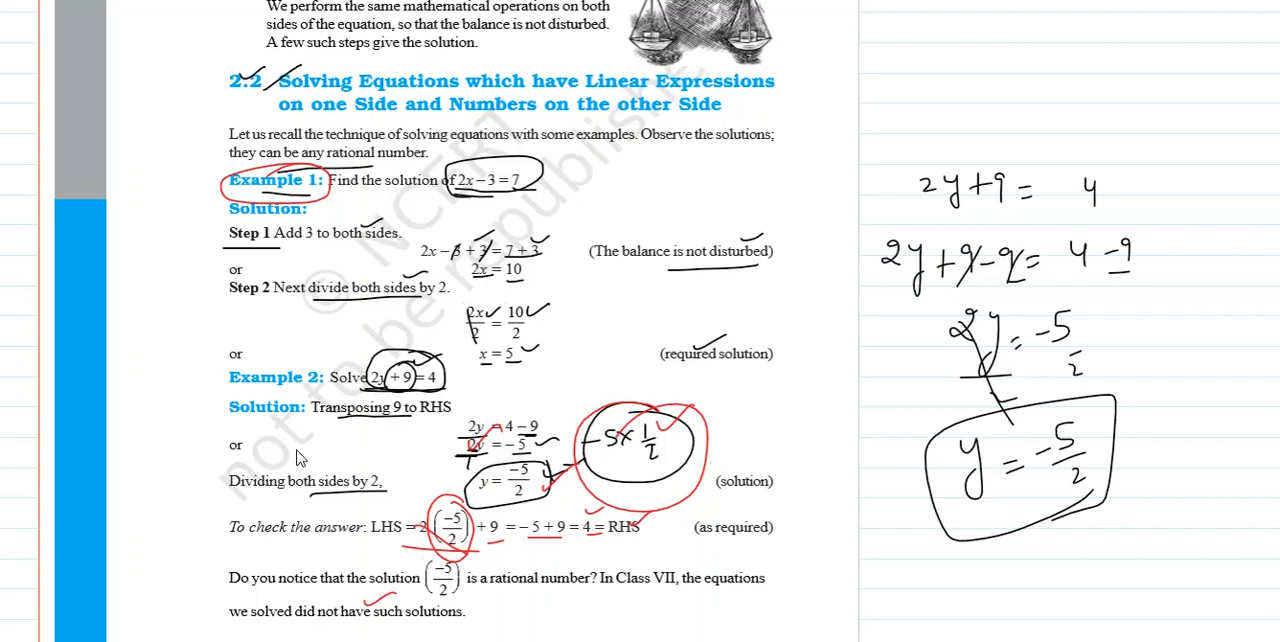 We perform the same mathematical operations on both
sides of the equation, so that the balance is not disturbed.
A few such steps give the solution.
2.2 Solving Equations which have Linear Expressions
on one Side and Numbers on the other Side
Let us recall the technique of solving equations with some examples. Observe the solutions;
they can be any rational number.
Example 1: Find the solution of 2x – 3 = 7
Solution:
Step 1 Add 3 to both sides.
2x – 3 + 3 = 7 + 3 (The balance is not disturbed)
or 2x = 10
Step 2 Next divide both sides by 2.
2x/2 = 10/2
or x = 5 (required solution)
Example 2: Solve 2y + 9 = 4
Solution: Transposing 9 to RHS
2y = 4 – 9
or 2y = – 5
Dividing both sides by 2, y = -5/2 (solution)
To check the answer: LHS = 2 (-5/2) + 9 = – 5 + 9 = 4 = RHS (as required)
Do you notice that the solution (-5/2) is a rational number? In Class VII, the equations
we solved did not have such solutions.
-5 × 1/2
2y + 9 = 4
2y + 9 - 9 = 4 - 9
2y/2 = -5/2
y = -5/2
© NCERT
not to be republishe